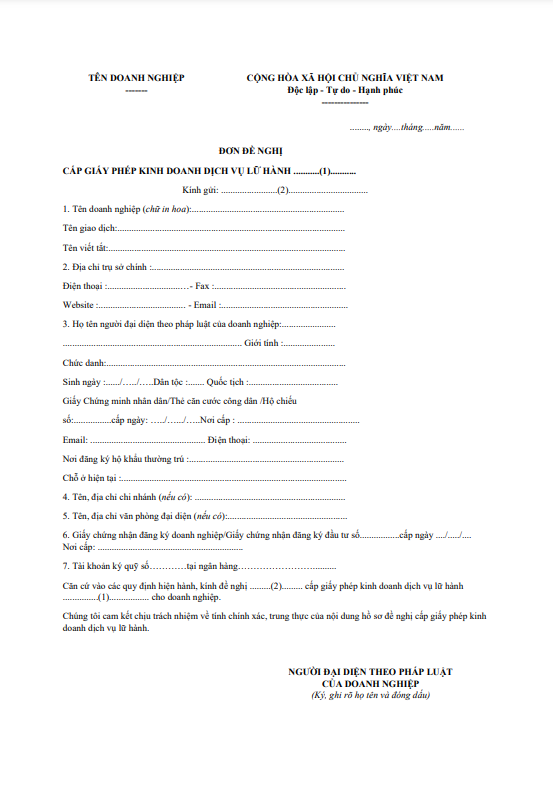 TÊN DOANH NGHIỆP
-------
CỘNG HÒA XÃ HỘI CHỦ NGHĨA VIỆT NAM
Độc lập - Tự do - Hạnh phúc
---------------
........, ngày....tháng.....năm......
ĐƠN ĐỀ NGHỊ
CẤP GIẤY PHÉP KINH DOANH DỊCH VỤ LỮ HÀNH ...........(1)...........
Kính gửi: ........................(2)..................................
1. Tên doanh nghiệp (chữ in hoa):.................................................................
Tên giao dịch:.................................................................................................
Tên viết tắt:.....................................................................................................
2. Địa chỉ trụ sở chính :..................................................................................
Điện thoại :..................................- Fax :........................................................
Website :..................................... - Email :......................................................
3. Họ tên người đại diện theo pháp luật của doanh nghiệp:.......................
............................................................................ Giới tính :......................
Chức danh:......................................................................................................
Sinh ngày :....../…../….Dân tộc :....... Quốc tịch :......................................
Giấy Chứng minh nhân dân/Thẻ căn cước công dân /Hộ chiếu
số:................cấp ngày: …../…../…..Nơi cấp : ....................................................
Email: ................................................. Điện thoại: ........................................
Nơi đăng ký hộ khẩu thường trú :..................................................................
Chỗ ở hiện tại :................................................................................................
4. Tên, địa chỉ chi nhánh (nếu có): ................................................................
5. Tên, địa chỉ văn phòng đại diện (nếu có):...................................................
6. Giấy chứng nhận đăng ký doanh nghiệp/Giấy chứng nhận đăng ký đầu tư số.................cấp ngày ..../...../....
Nơi cấp: ..............................................................
7. Tài khoản ký quỹ số…………tại ngân hàng……………………..........
Căn cứ vào các quy định hiện hành, kính đề nghị .........(2)......... cấp giấy phép kinh doanh dịch vụ lữ hành
...............(1)................. cho doanh nghiệp.
Chúng tôi cam kết chịu trách nhiệm về tính chính xác, trung thực của nội dung hồ sơ đề nghị cấp giấy phép kinh
doanh dịch vụ lữ hành.
NGƯỜI ĐẠI DIỆN THEO PHÁP LUẬT
CỦA DOANH NGHIỆP
(Ký, ghi rõ họ tên và đóng dấu)